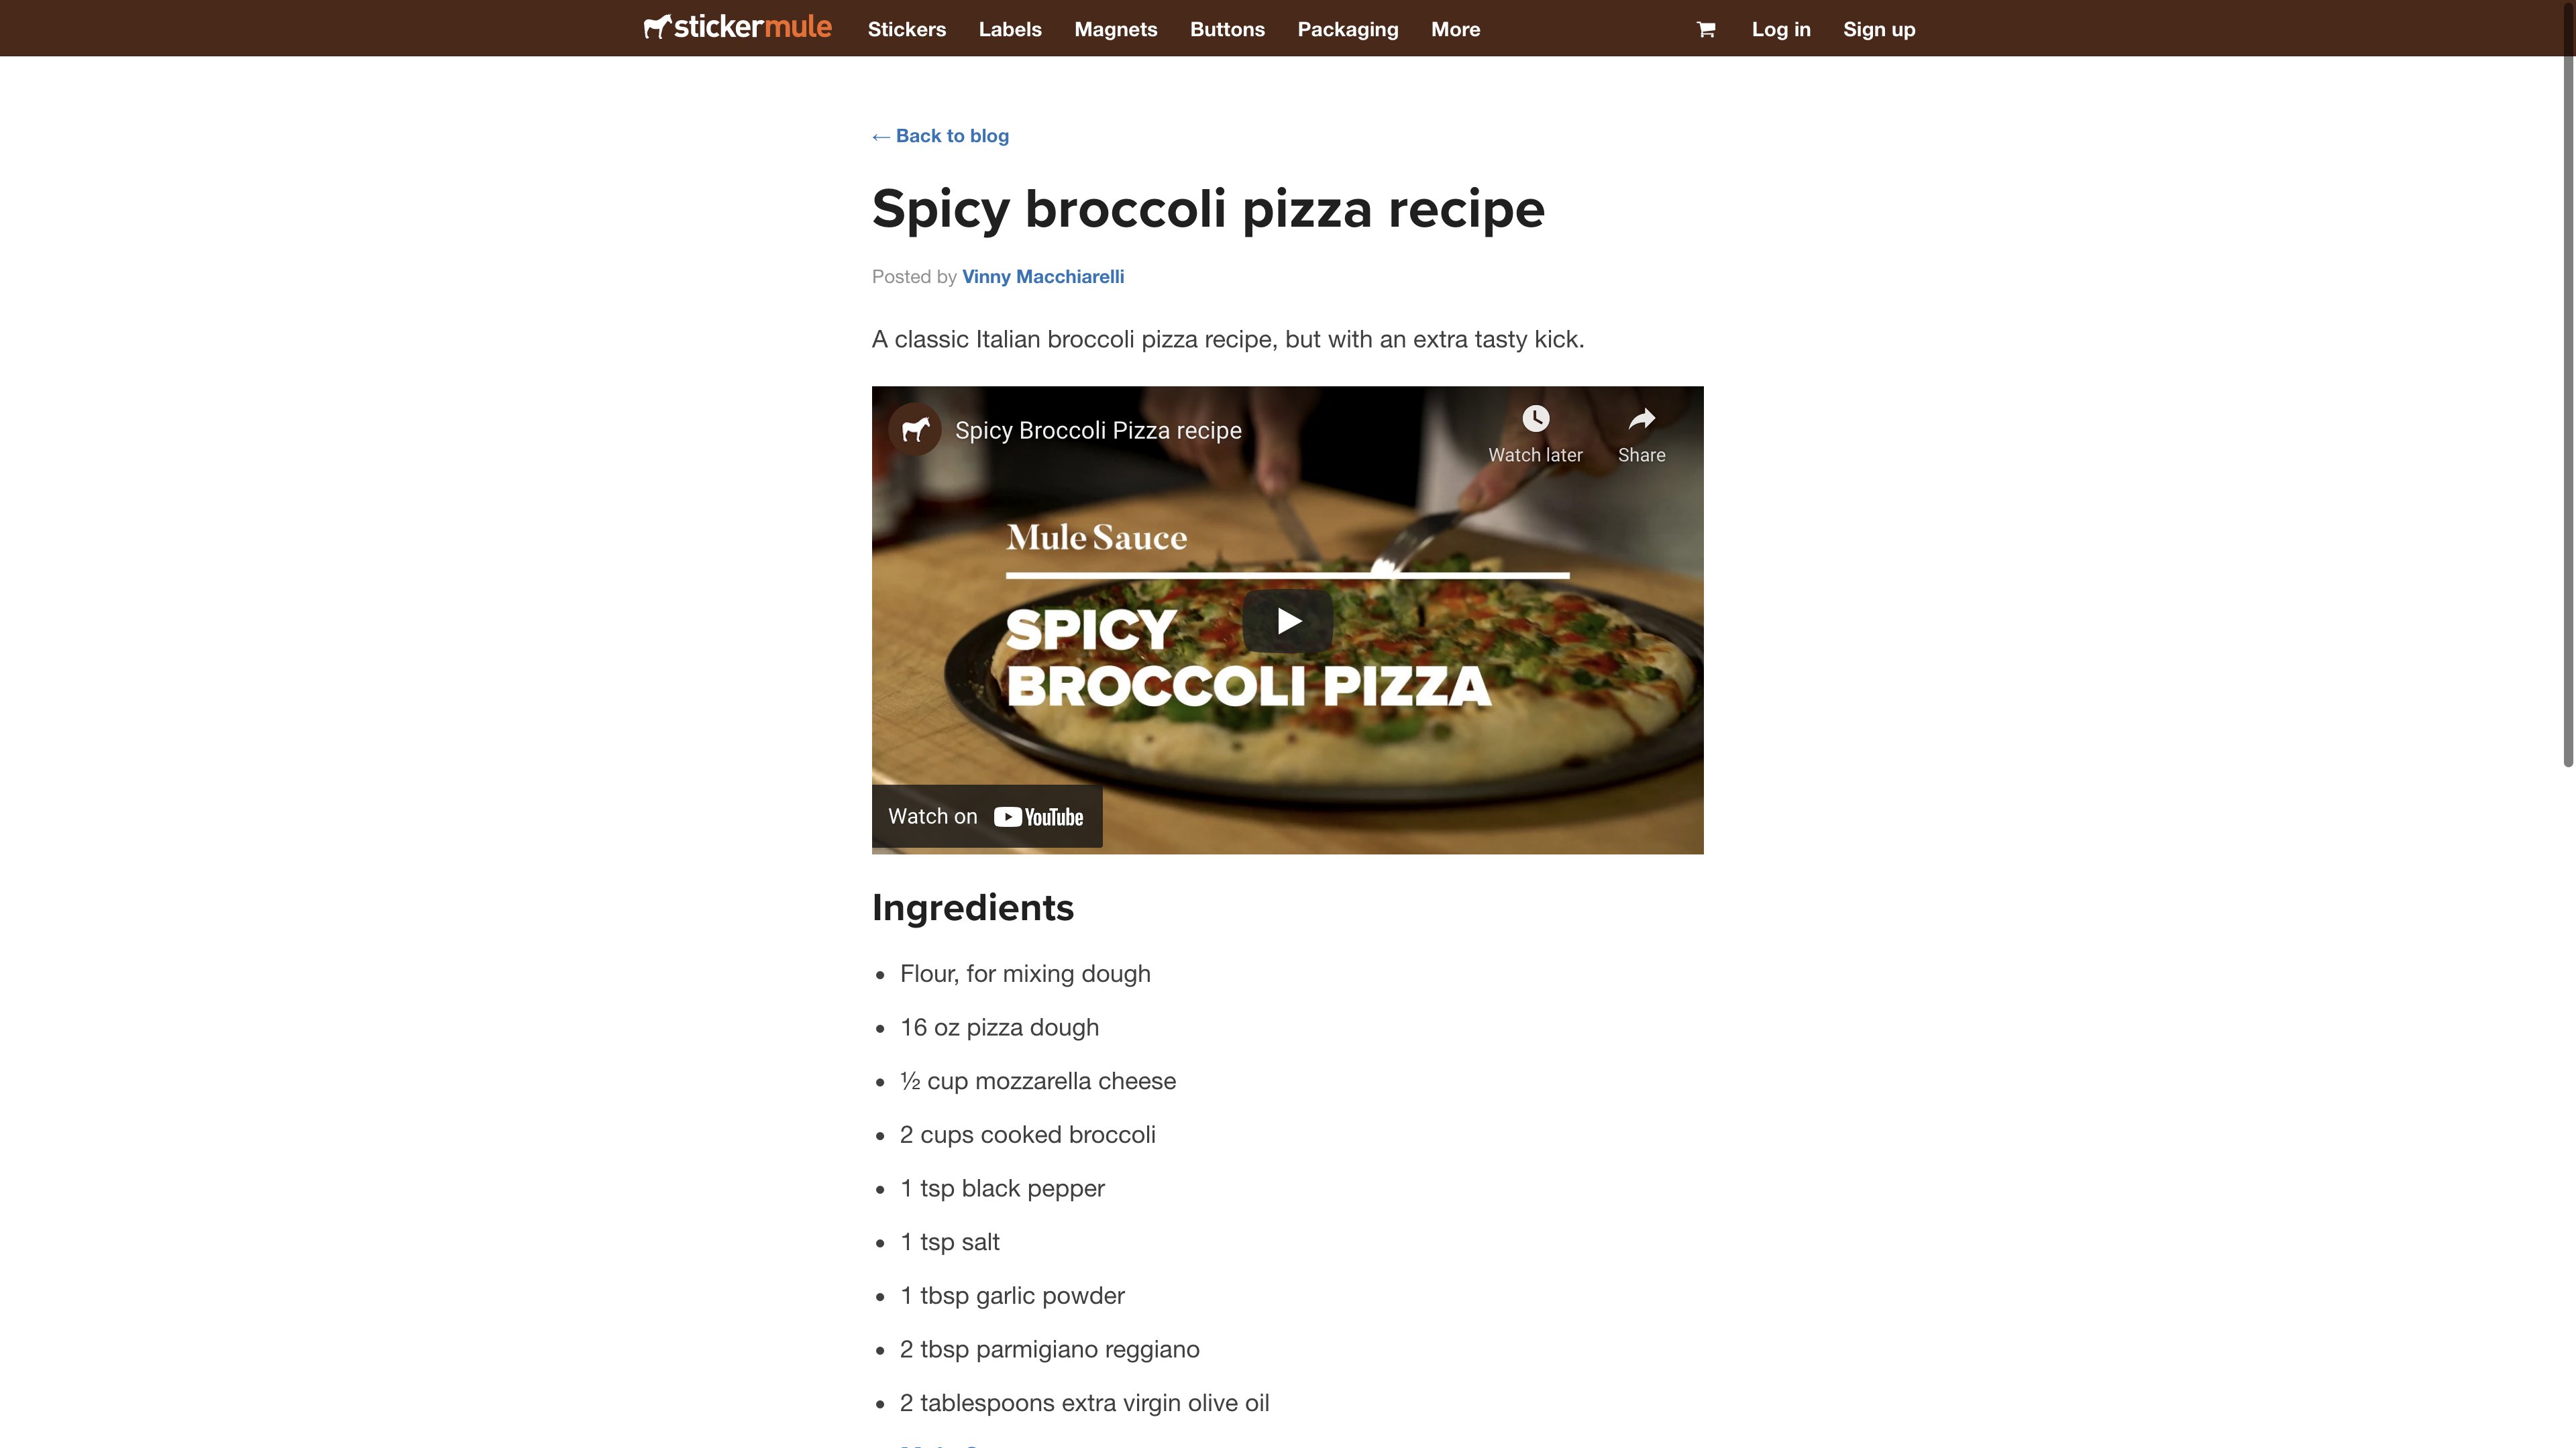 stickermule Stickers Labels Magnets Buttons Packaging More Log in Sign up
← Back to blog
Spicy broccoli pizza recipe
Posted by Vinny Macchiarelli
A classic Italian broccoli pizza recipe, but with an extra tasty kick.
Spicy Broccoli Pizza recipe
Watch later Share
Mule Sauce
SPICY
BROCCOLI PIZZA
Watch on YouTube
Ingredients
• Flour, for mixing dough
• 16 oz pizza dough
• ½ cup mozzarella cheese
• 2 cups cooked broccoli
• 1 tsp black pepper
• 1 tsp salt
• 1 tbsp garlic powder
• 2 tbsp parmigiano reggiano
• 2 tablespoons extra virgin olive oil